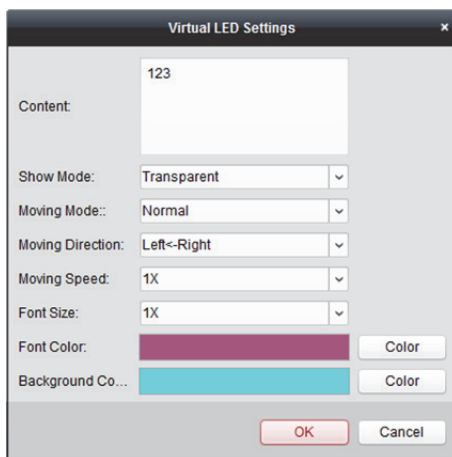 Virtual LED Settings ×
Content: 123
Show Mode: Transparent
Moving Mode:: Normal
Moving Direction: Left<-Right
Moving Speed: 1X
Font Size: 1X
Font Color: Color
Background Co... Color
OK Cancel